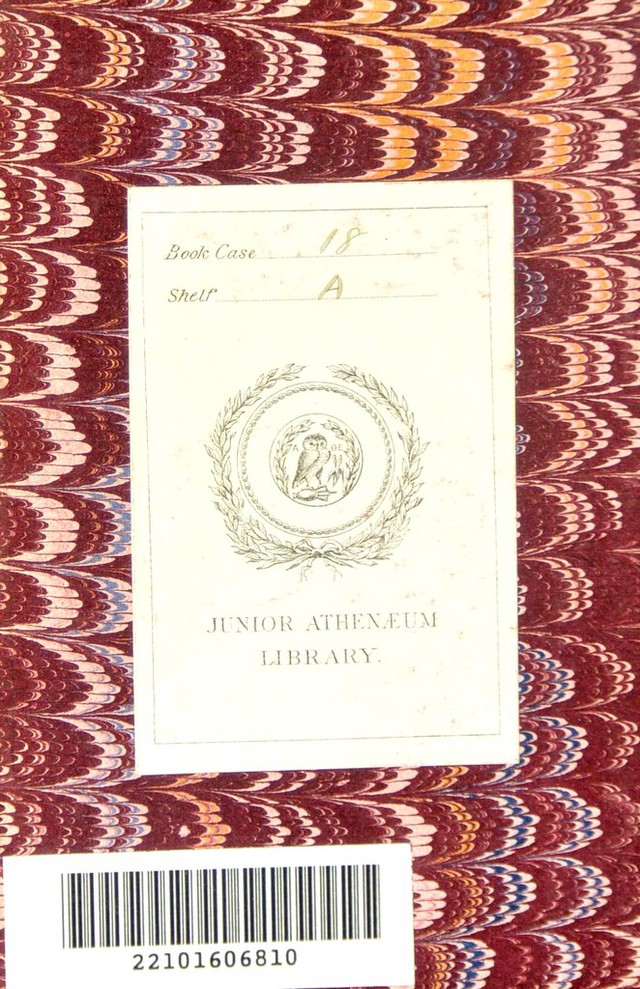 Book Case 18
Shelf A
JUNIOR ATHENÆUM
LIBRARY.
22101606810